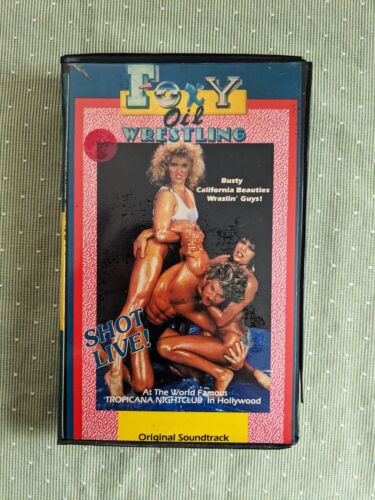 FOXY
Oil
WRESTLING
Busty
California Beauties
Wraslin' Guys!
SHOT
LIVE!
At The World Famous
TROPICANA NIGHTCLUB In Hollywood
Original Soundtrack